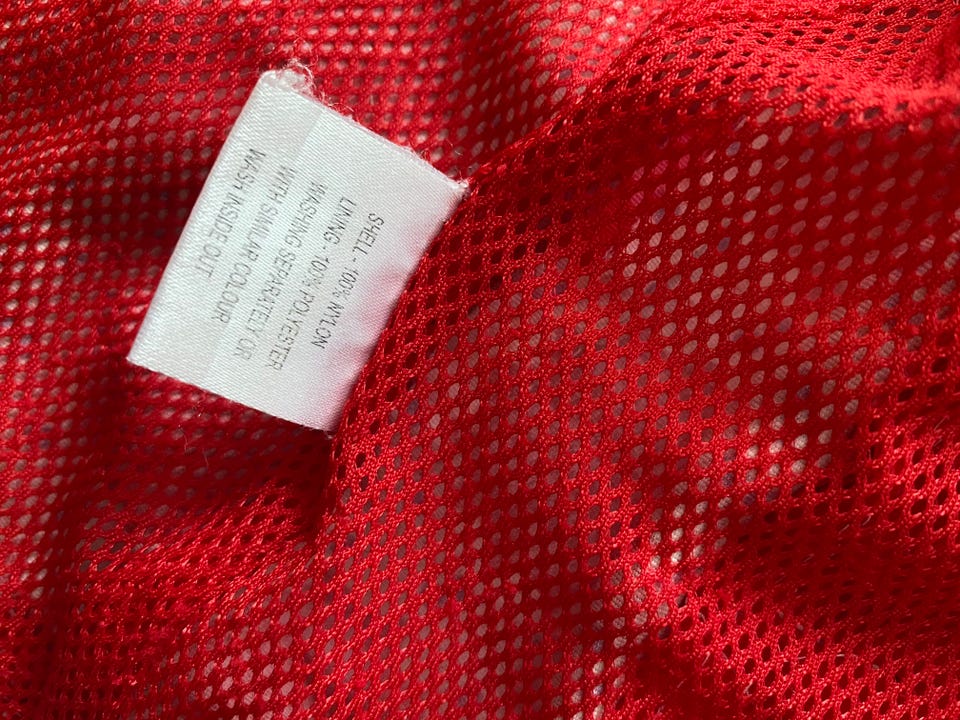 SHELL - 100% NYLON
LINING - 100% POLYESTER
WASHING SEPARATELY OR
WITH SIMILAR COLOUR
WASH INSIDE OUT